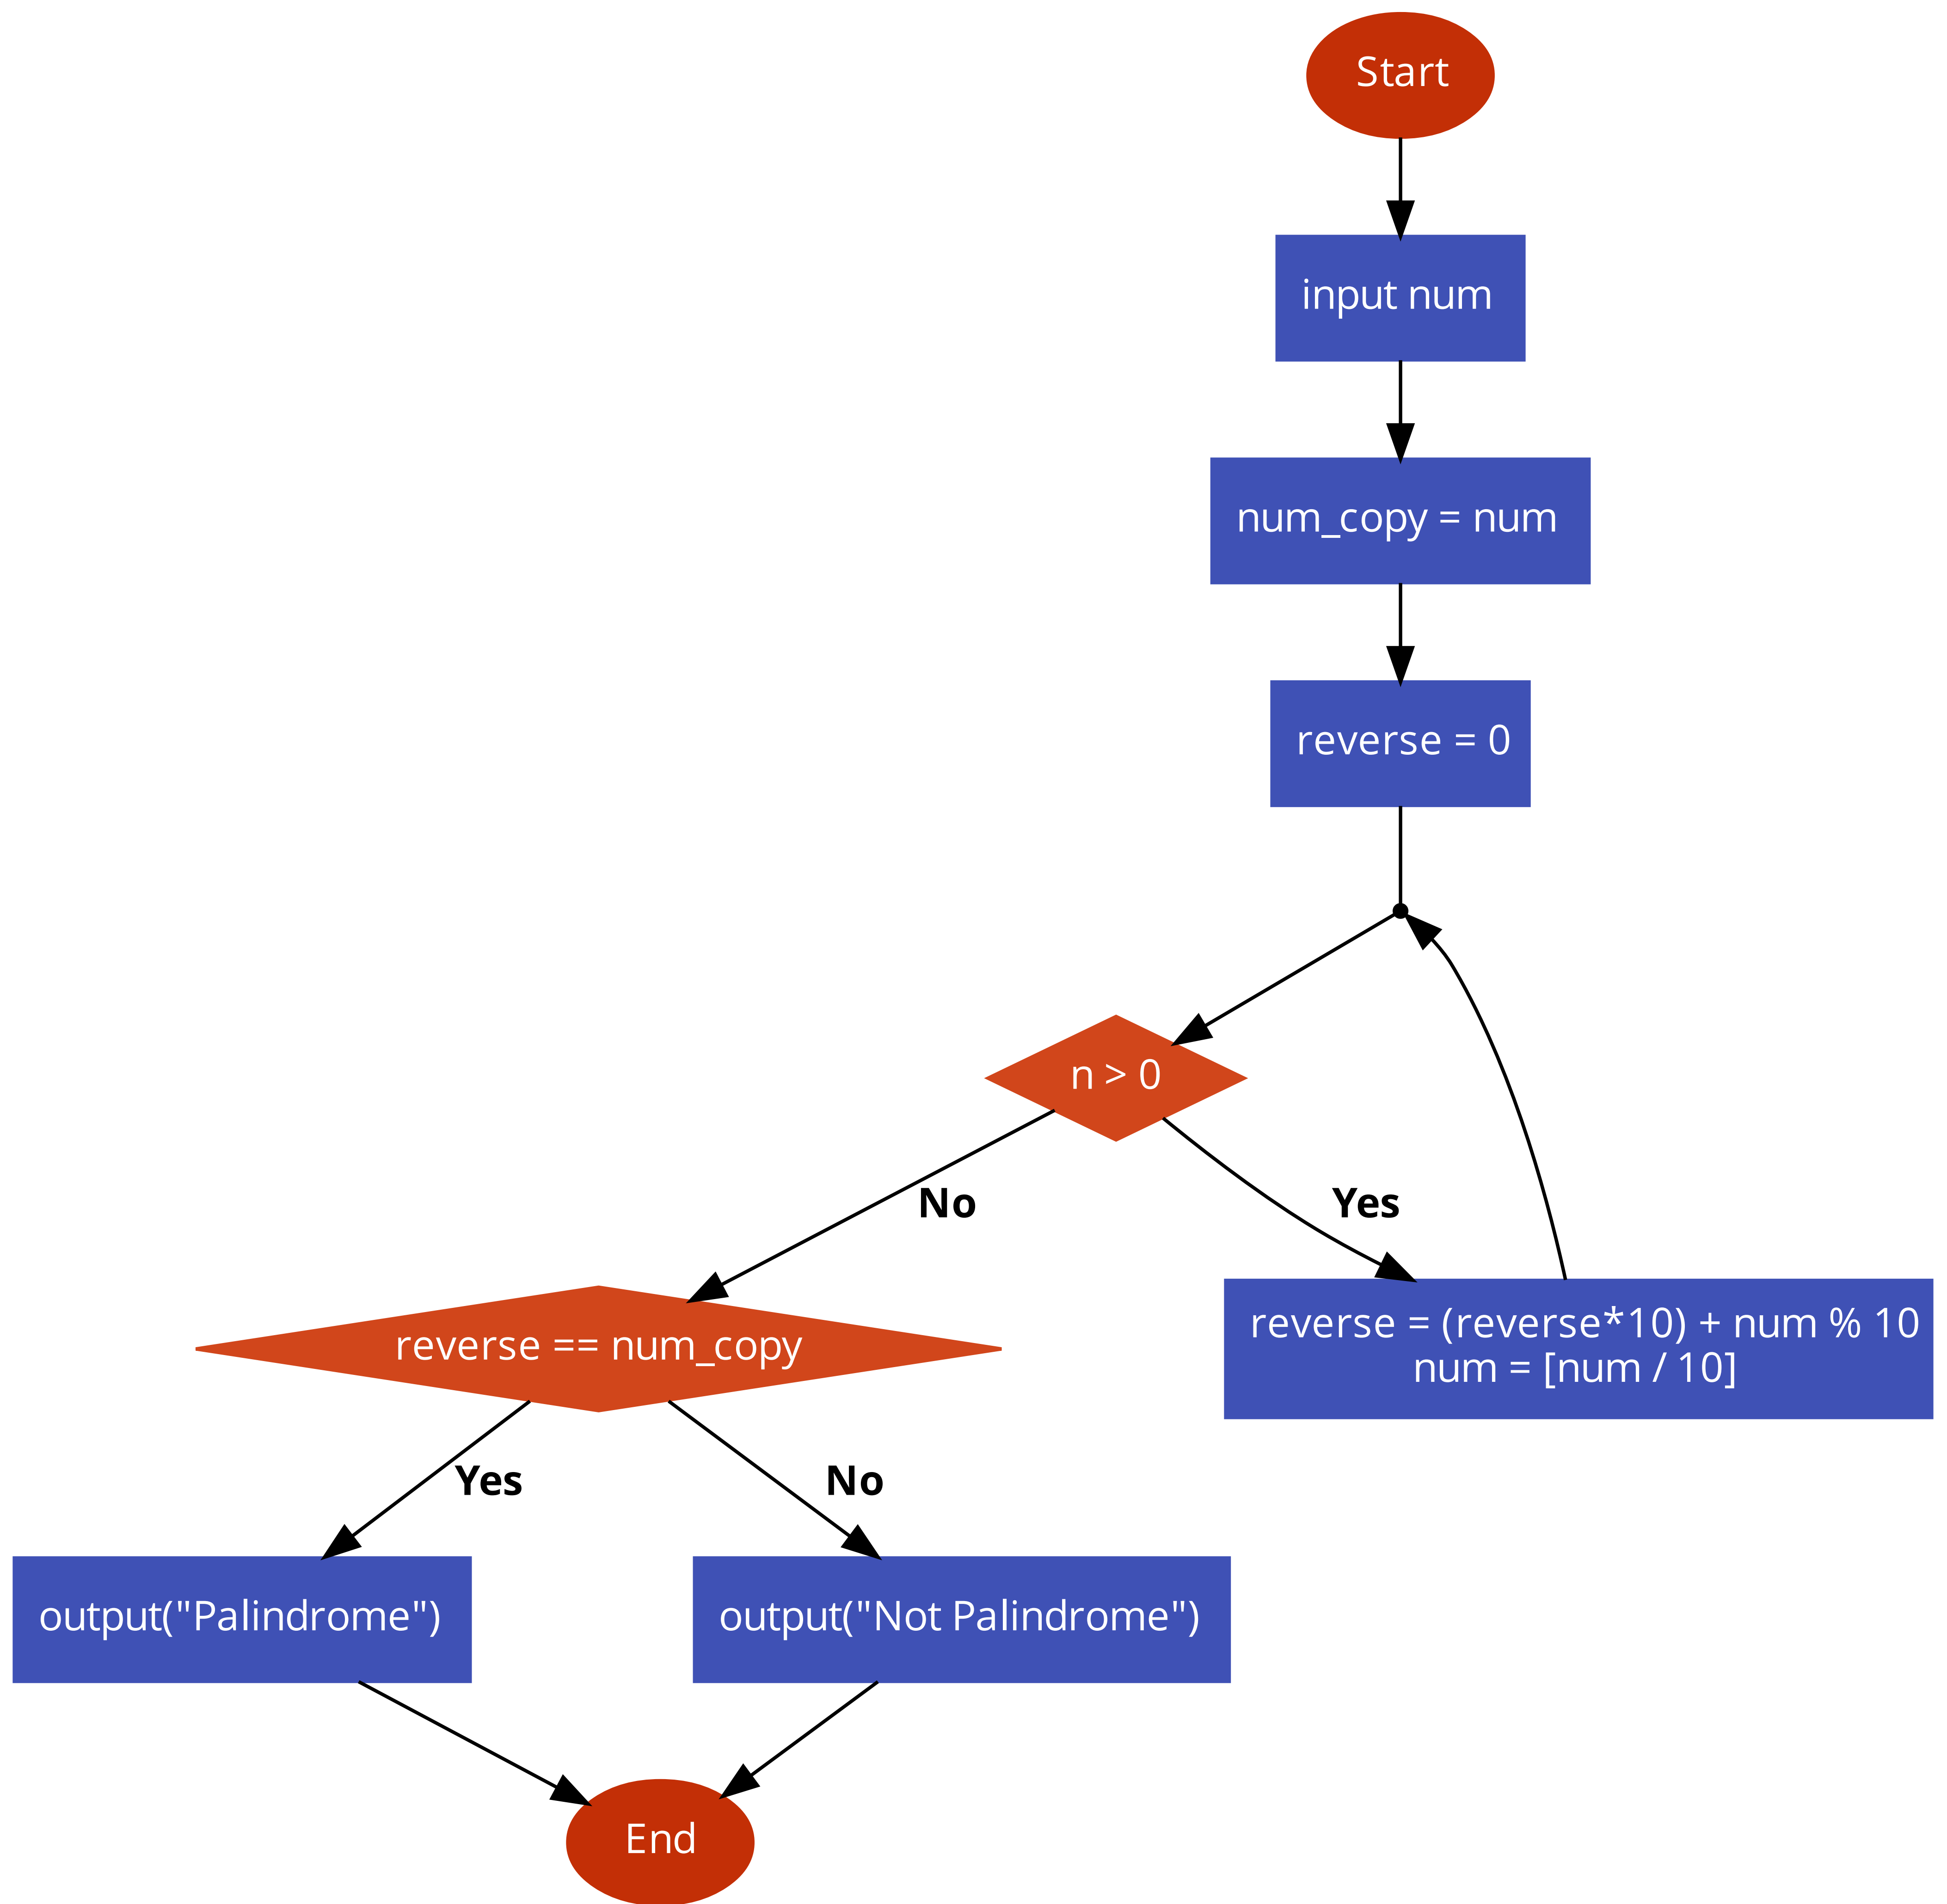 Start
input num
num_copy = num
reverse = 0
n > 0
No
Yes
reverse == num_copy
reverse = (reverse*10) + num % 10
num = [num / 10]
Yes
No
output("Palindrome")
output("Not Palindrome")
End